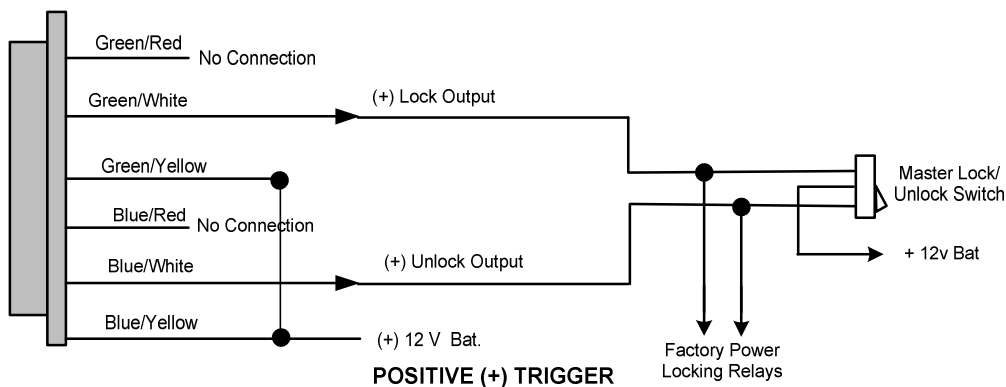 Green/Red
No Connection
Green/White
(+) Lock Output
Green/Yellow
Master Lock/
Unlock Switch
Blue/Red
No Connection
+ 12v Bat
Blue/White
(+) Unlock Output
Blue/Yellow
(+) 12 V Bat.
Factory Power
Locking Relays
POSITIVE (+) TRIGGER